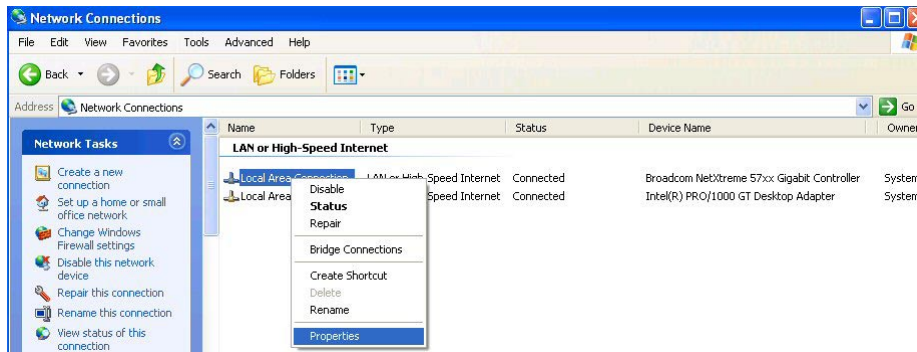 Network Connections
File Edit View Favorites Tools Advanced Help
Back Search Folders
Address Network Connections Go
Name Type Status Device Name Owner
Network Tasks
LAN or High-Speed Internet
Create a new
connection
Set up a home or small
office network
Change Windows
Firewall settings
Disable this network
device
Repair this connection
Rename this connection
View status of this
connection
Local Area Connection LAN or High-Speed Internet Connected Broadcom NetXtreme 57xx Gigabit Controller System
Local Area Speed Internet Connected Intel(R) PRO/1000 GT Desktop Adapter System
Disable
Status
Repair
Bridge Connections
Create Shortcut
Delete
Rename
Properties